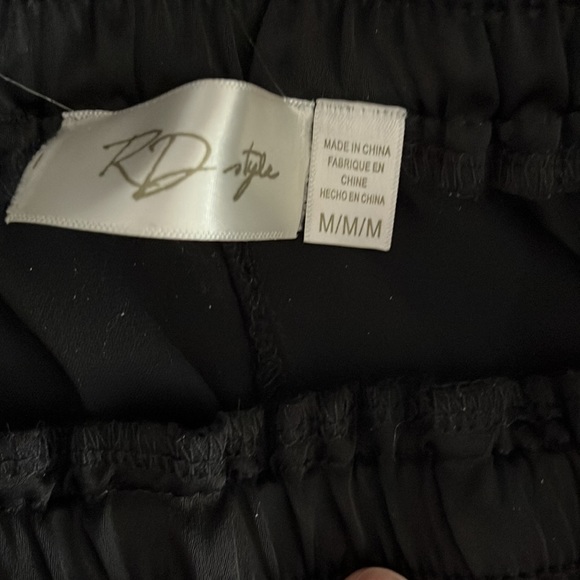 RD style
MADE IN CHINA
FABRIQUE EN
CHINE
HECHO EN CHINA
M/M/M